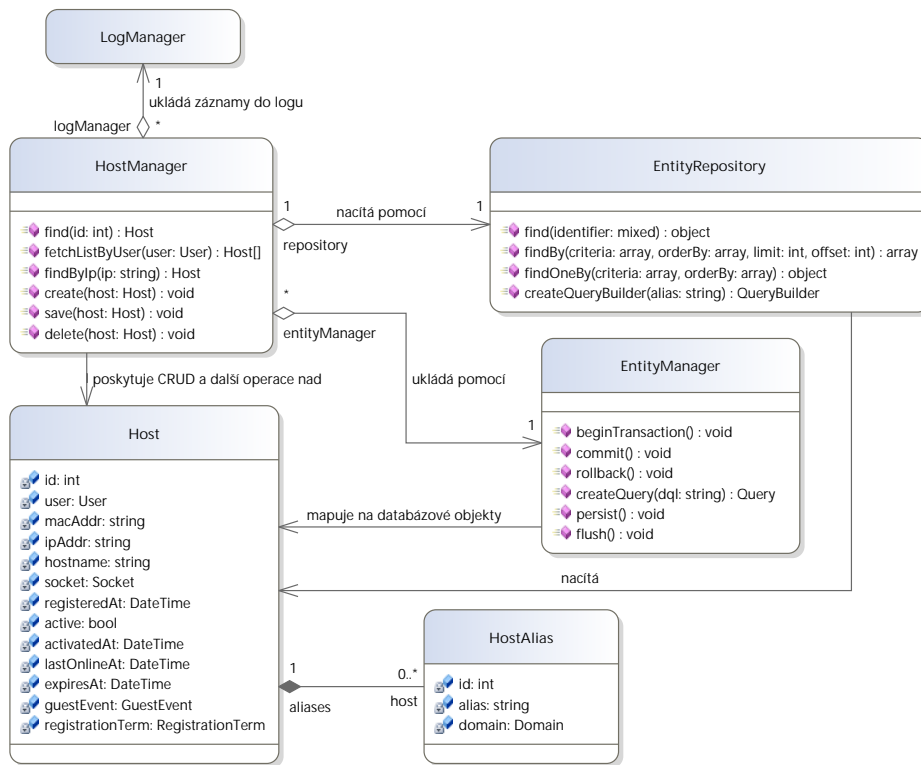 LogManager
1
ukládá záznamy do logu
logManager
*
HostManager
find(id: int) : Host
fetchListByUser(user: User) : Host[]
findByIp(ip: string) : Host
create(host: Host) : void
save(host: Host) : void
delete(host: Host) : void
1
nacítá pomocí
1
repository
EntityRepository
find(identifier: mixed) : object
findBy(criteria: array, orderBy: array, limit: int, offset: int) : array
findOneBy(criteria: array, orderBy: array) : object
createQueryBuilder(alias: string) : QueryBuilder
*
entityManager
ukládá pomocí
1
EntityManager
beginTransaction() : void
commit() : void
rollback() : void
createQuery(dql: string) : Query
persist() : void
flush() : void
poskytuje CRUD a další operace nad
Host
id: int
user: User
macAddr: string
ipAddr: string
hostname: string
socket: Socket
registeredAt: DateTime
active: bool
activatedAt: DateTime
lastOnlineAt: DateTime
expiresAt: DateTime
guestEvent: GuestEvent
registrationTerm: RegistrationTerm
mapuje na databázové objekty
nacítá
1
aliases
0..*
host
HostAlias
id: int
alias: string
domain: Domain